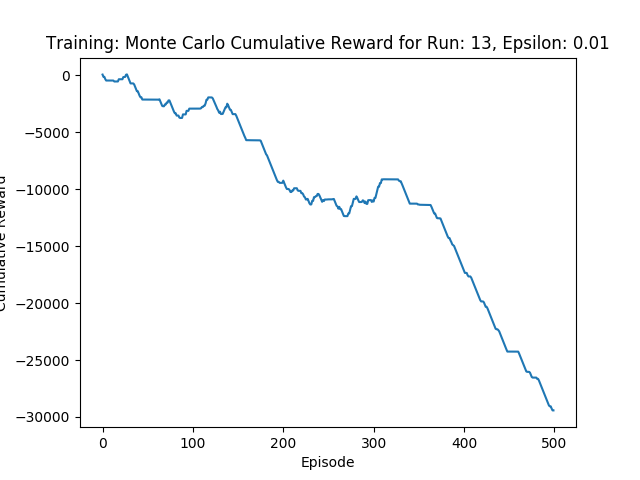 Training: Monte Carlo Cumulative Reward for Run: 13, Epsilon: 0.01
0
−5000
−10000
−15000
−20000
−25000
−30000
Cumulative Reward
0 100 200 300 400 500
Episode